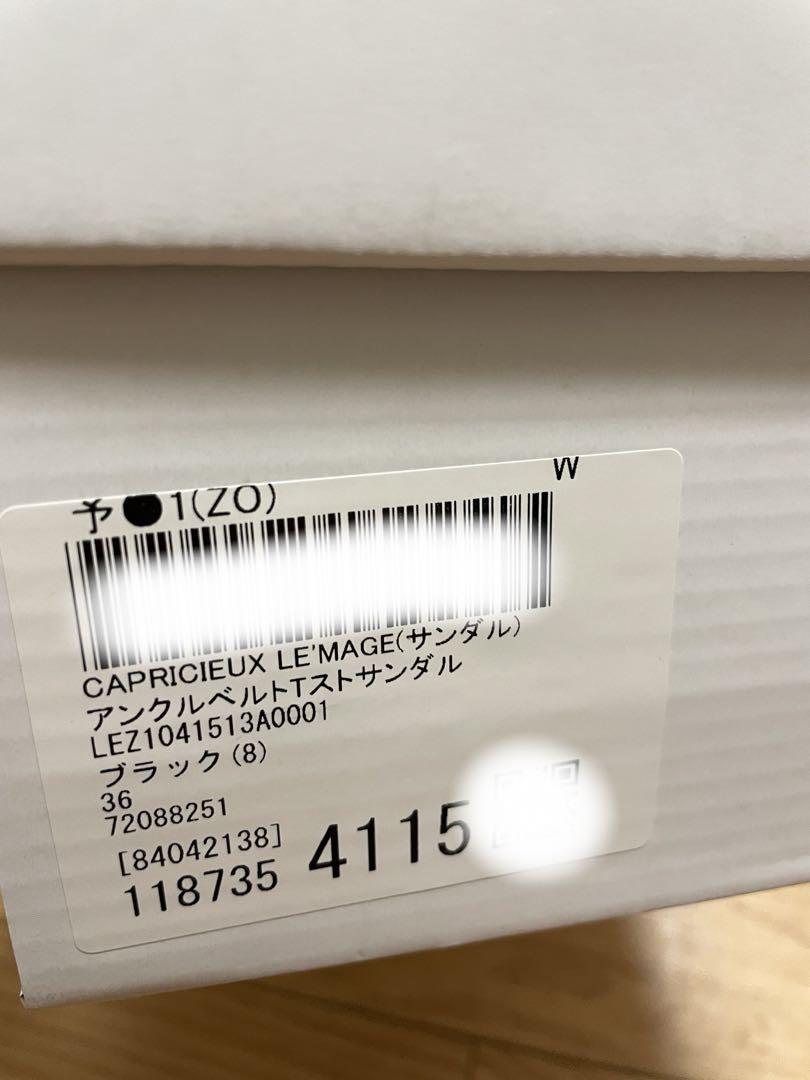 予●1(ZO)
W
CAPRICIEUX LE'MAGE(サンダル)
アンクルベルトTストサンダル
LEZ1041513A0001
ブラック(8)
36
72088251
[84042138]
118735 4115